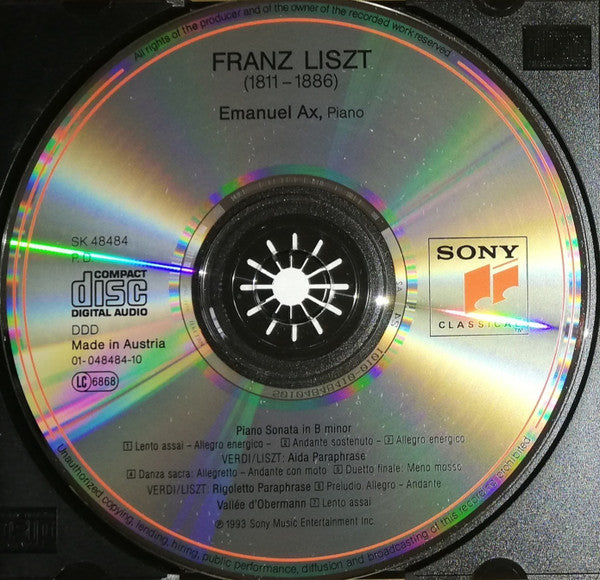 All rights of the producer and of the owner of the recorded work reserved
FRANZ LISZT
(1811 – 1886)
Emanuel Ax, Piano
SK 48484
P.D.
COMPACT
disc
DIGITAL AUDIO
DDD
Made in Austria
01-048484-10
LC 6868
SONY
CLASSICAL™
Piano Sonata in B minor
1 Lento assai – Allegro energico – 2 Andante sostenuto – 3 Allegro energico
VERDI/LISZT: Aida Paraphrase
4 Danza sacra: Allegretto – Andante con moto 5 Duetto finale: Meno mosso
VERDI/LISZT: Rigoletto Paraphrase 6 Preludio. Allegro – Andante
Vallée d'Obermann 7 Lento assai
℗ 1993 Sony Music Entertainment Inc.
Unauthorized copying, lending, hiring, public performance, diffusion and broadcasting of this record prohibited.